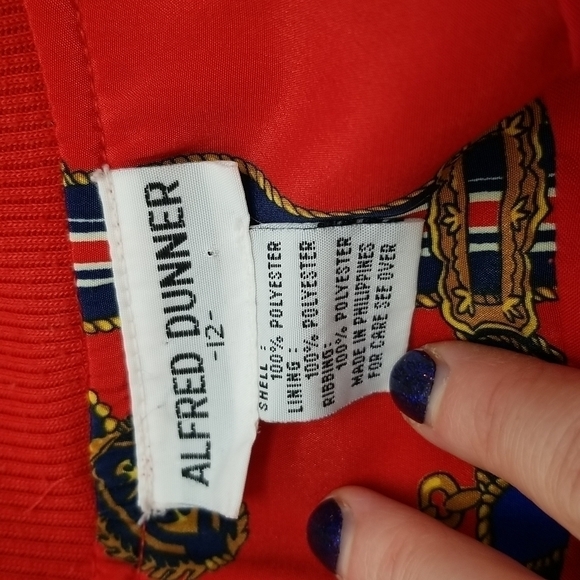 ALFRED DUNNER
-12-
SHELL:
100% POLYESTER
LINING:
100% POLYESTER
RIBBING:
100% POLYESTER
MADE IN PHILIPPINES
FOR CARE SEE OVER